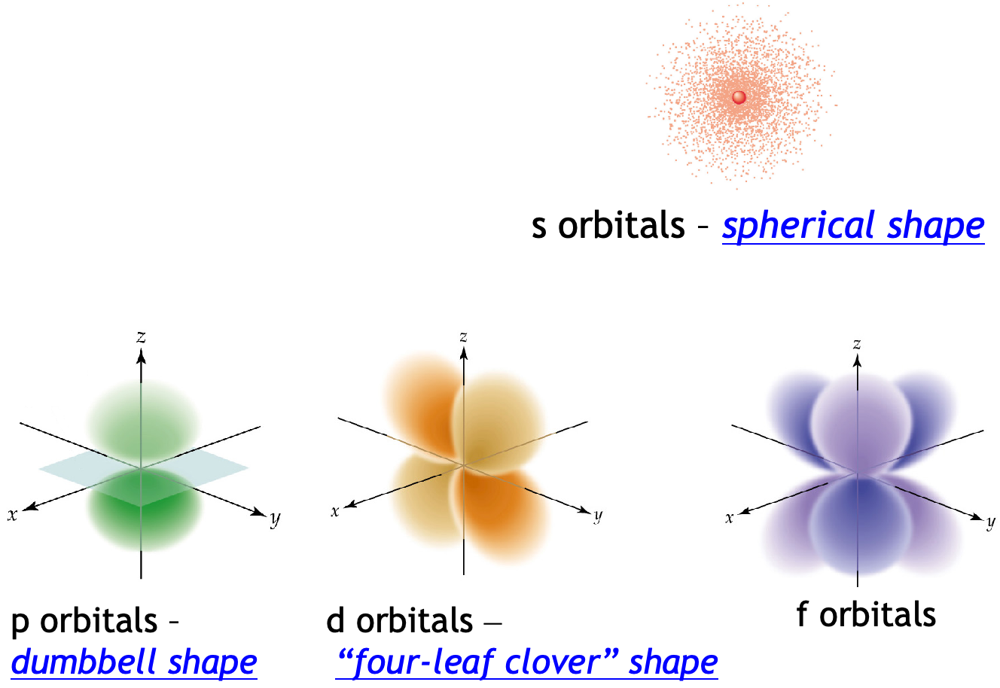 s orbitals – spherical shape
z
x
y
z
x
y
z
x
y
p orbitals –
dumbbell shape
d orbitals –
“four-leaf clover” shape
f orbitals